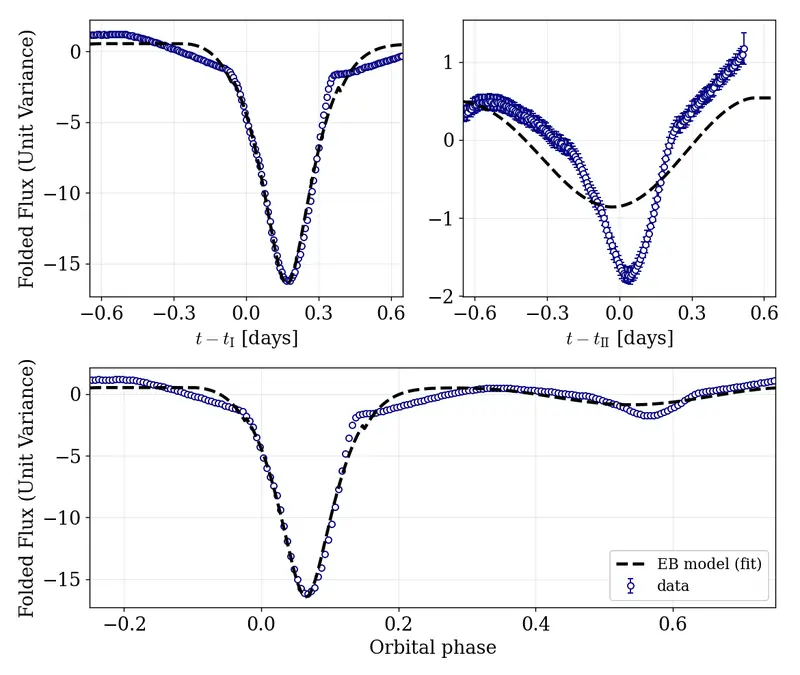 Folded Flux (Unit Variance)
0
−5
−10
−15
−0.6 −0.3 0.0 0.3 0.6
t − t_I [days]
1
0
−1
−2
−0.6 −0.3 0.0 0.3 0.6
t − t_II [days]
Folded Flux (Unit Variance)
0
−5
−10
−15
−0.2 0.0 0.2 0.4 0.6
Orbital phase
EB model (fit)
data